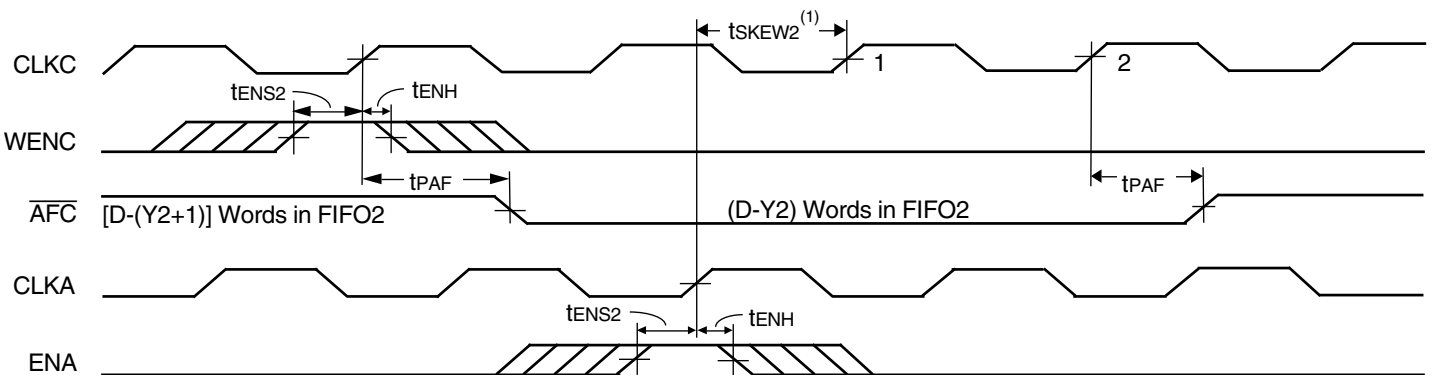 tSKEW2(1)
CLKC
1
2
tENS2
tENH
WENC
tPAF
tPAF
AFC
[D-(Y2+1)] Words in FIFO2
(D-Y2) Words in FIFO2
CLKA
tENS2
tENH
ENA